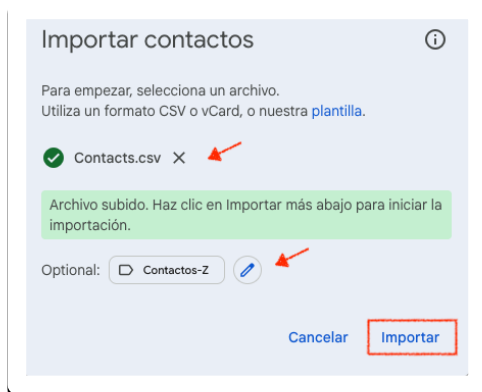 Importar contactos
Para empezar, selecciona un archivo.
Utiliza un formato CSV o vCard, o nuestra plantilla.
Contacts.csv
Archivo subido. Haz clic en Importar más abajo para iniciar la
importación.
Optional: Contactos-Z
Cancelar Importar